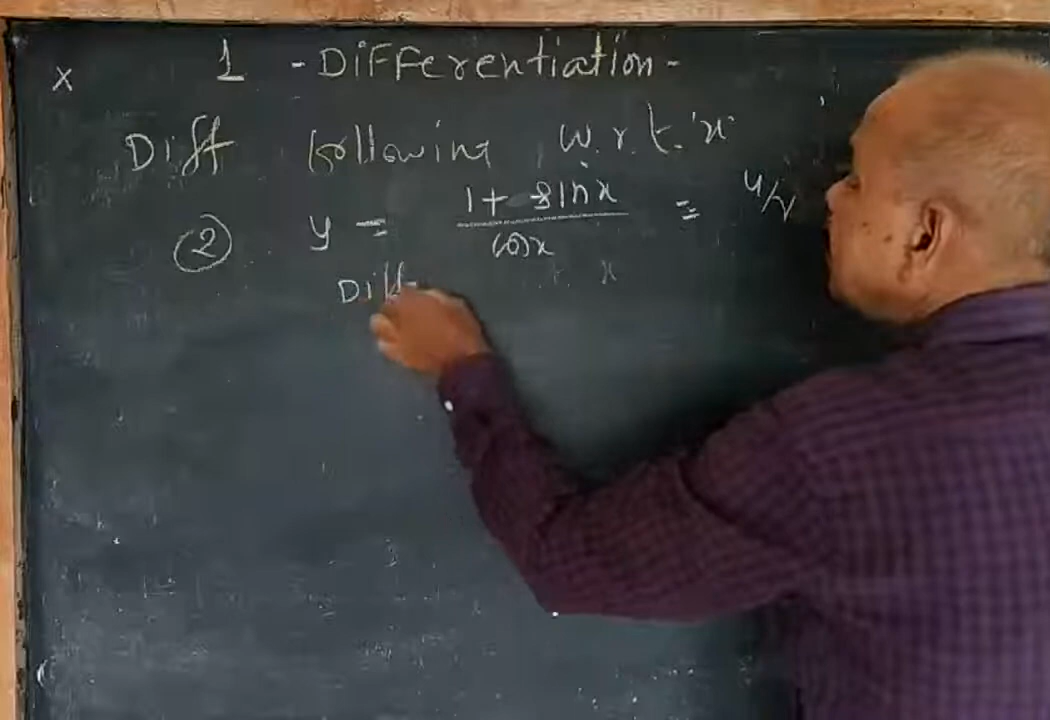 x 1 - Differentiation -
Diff following w.r.t. 'x'
② y = 1 + sinx / cosx = u/v
Diff